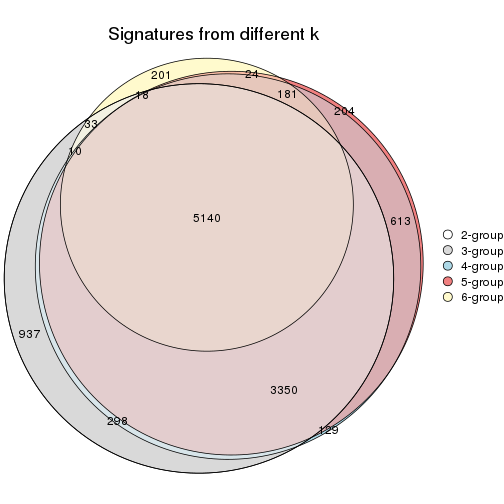 Signatures from different k
201
24
18
181
204
33
10
5140
613
2-group
3-group
4-group
5-group
6-group
937
3350
298
129